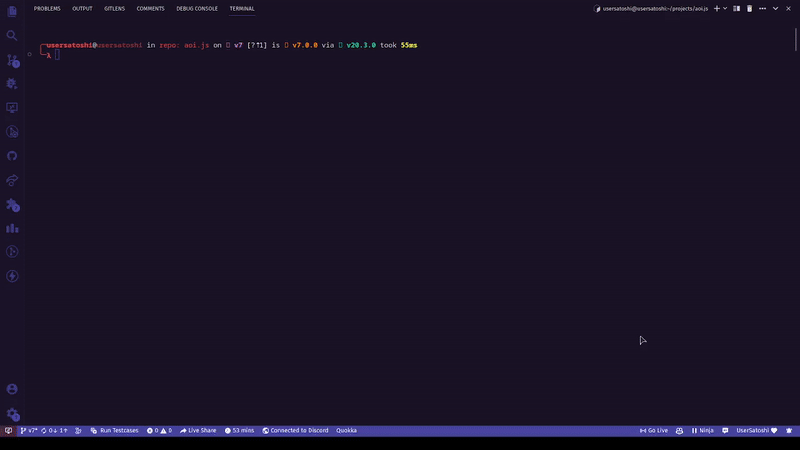 PROBLEMS OUTPUT GITLENS COMMENTS DEBUG CONSOLE TERMINAL
usersatoshi@usersatoshi:~/projects/aoi.js
usersatoshi@usersatoshi in repo: aoi.js on v7 [?⇡1] is v7.0.0 via v20.3.0 took 55ms
λ
v7* 0↓ 1↑ Run Testcases 0 0 Live Share 53 mins Connected to Discord Quokka
Go Live Ninja UserSatoshi